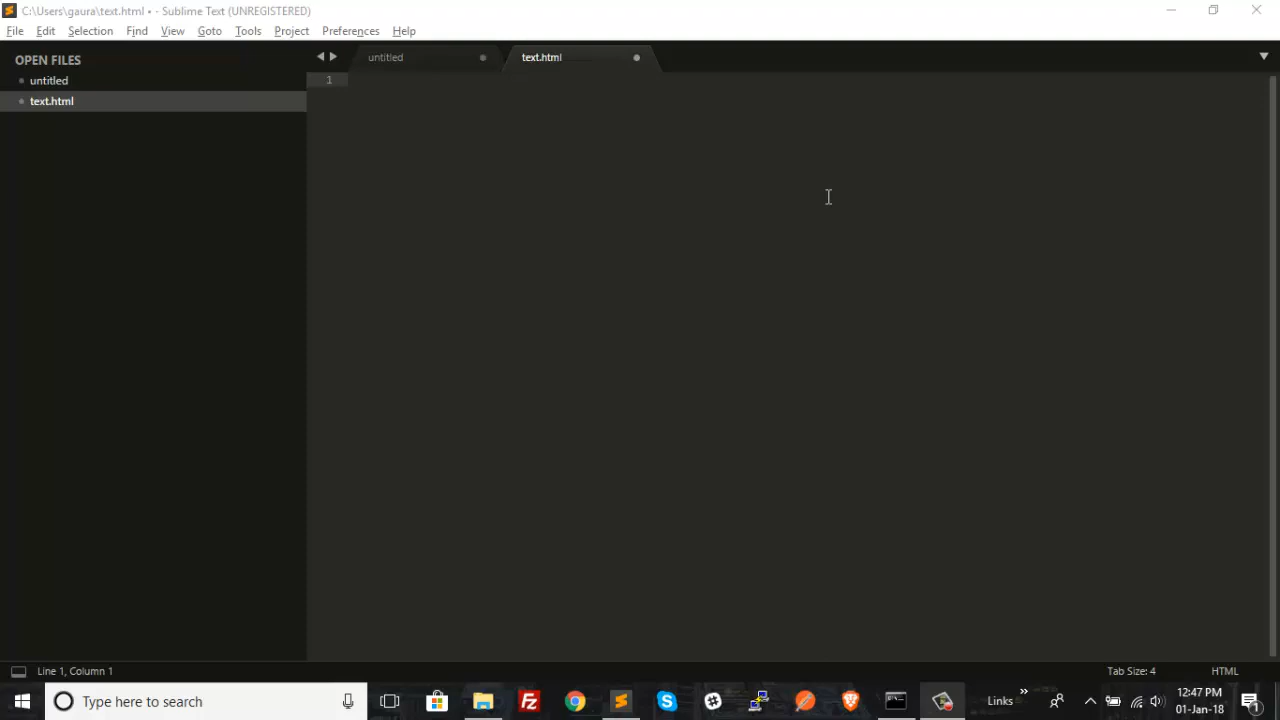 C:\Users\gaura\text.html • - Sublime Text (UNREGISTERED)
File Edit Selection Find View Goto Tools Project Preferences Help
OPEN FILES
untitled
text.html
untitled
text.html
1
Line 1, Column 1
Tab Size: 4
HTML
Type here to search
Links
12:47 PM
01-Jan-18
1